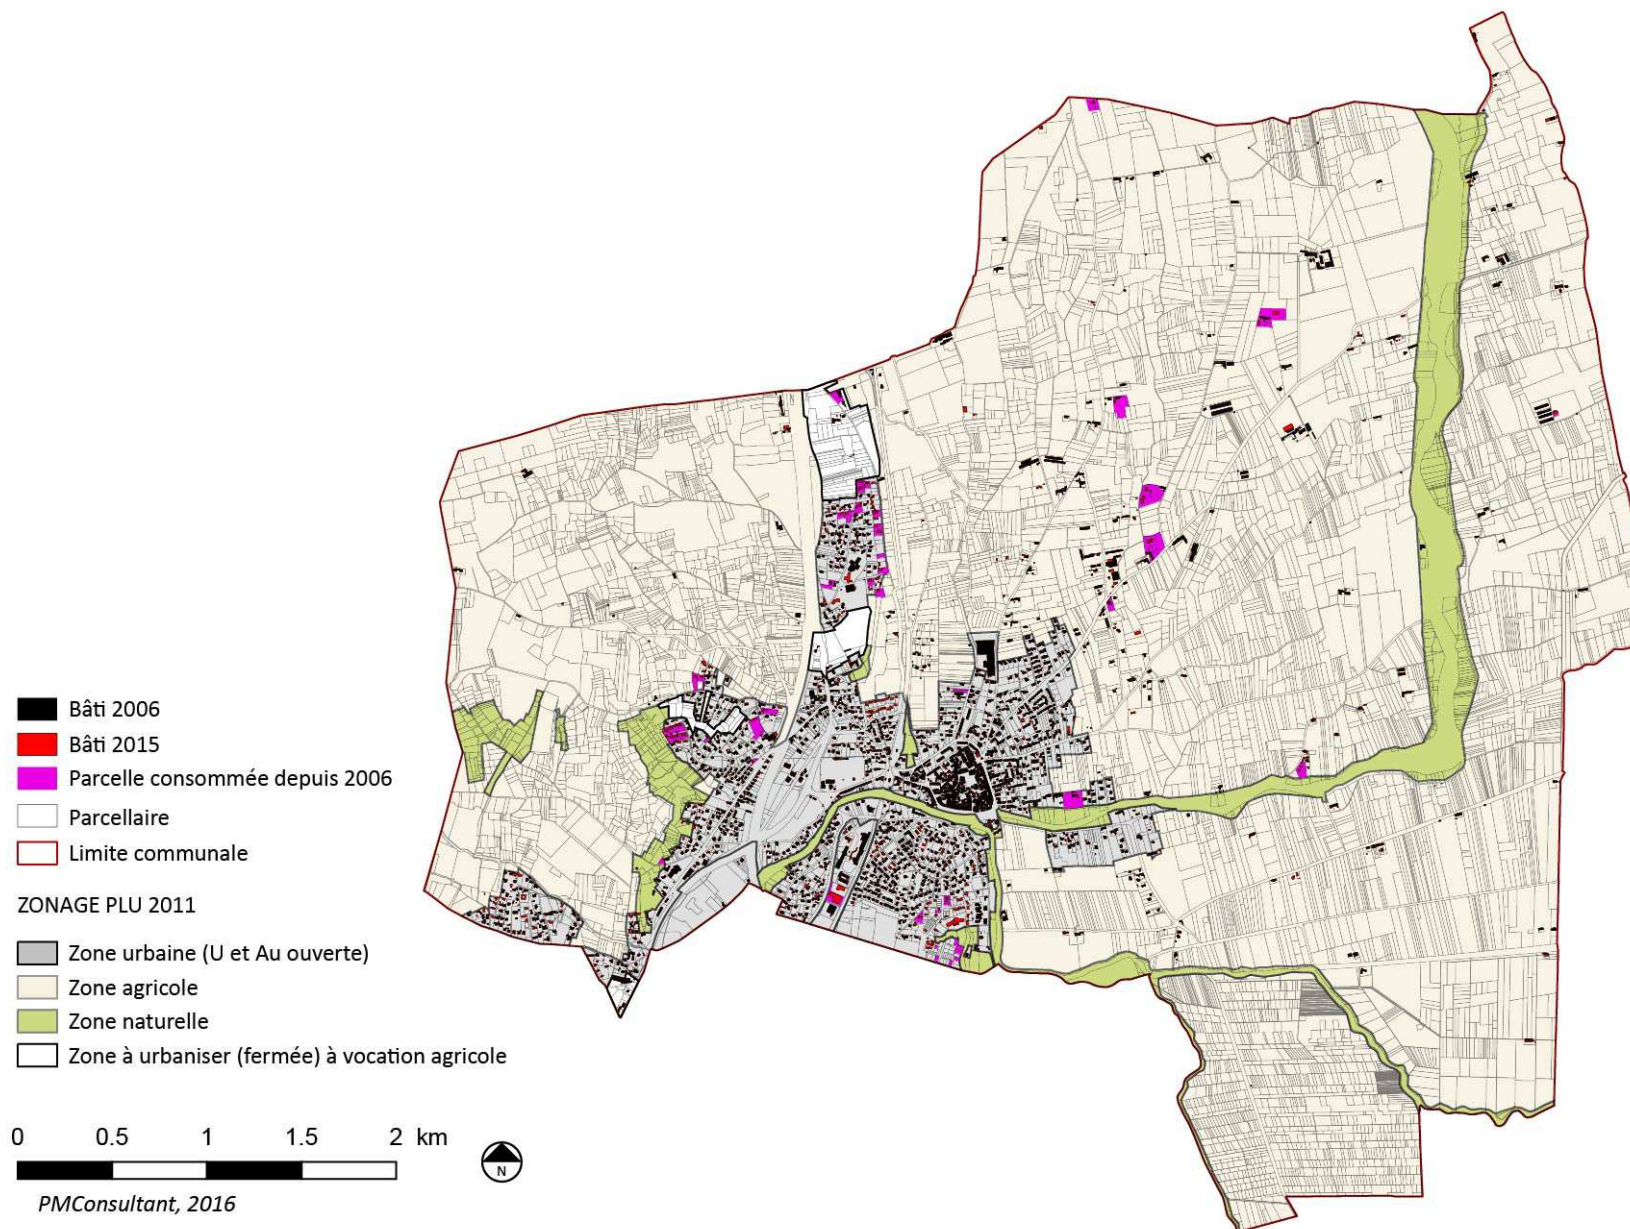 Bâti 2006
Bâti 2015
Parcelle consommée depuis 2006
Parcellaire
Limite communale
ZONAGE PLU 2011
Zone urbaine (U et Au ouverte)
Zone agricole
Zone naturelle
Zone à urbaniser (fermée) à vocation agricole
0 0.5 1 1.5 2 km
N
PMConsultant, 2016